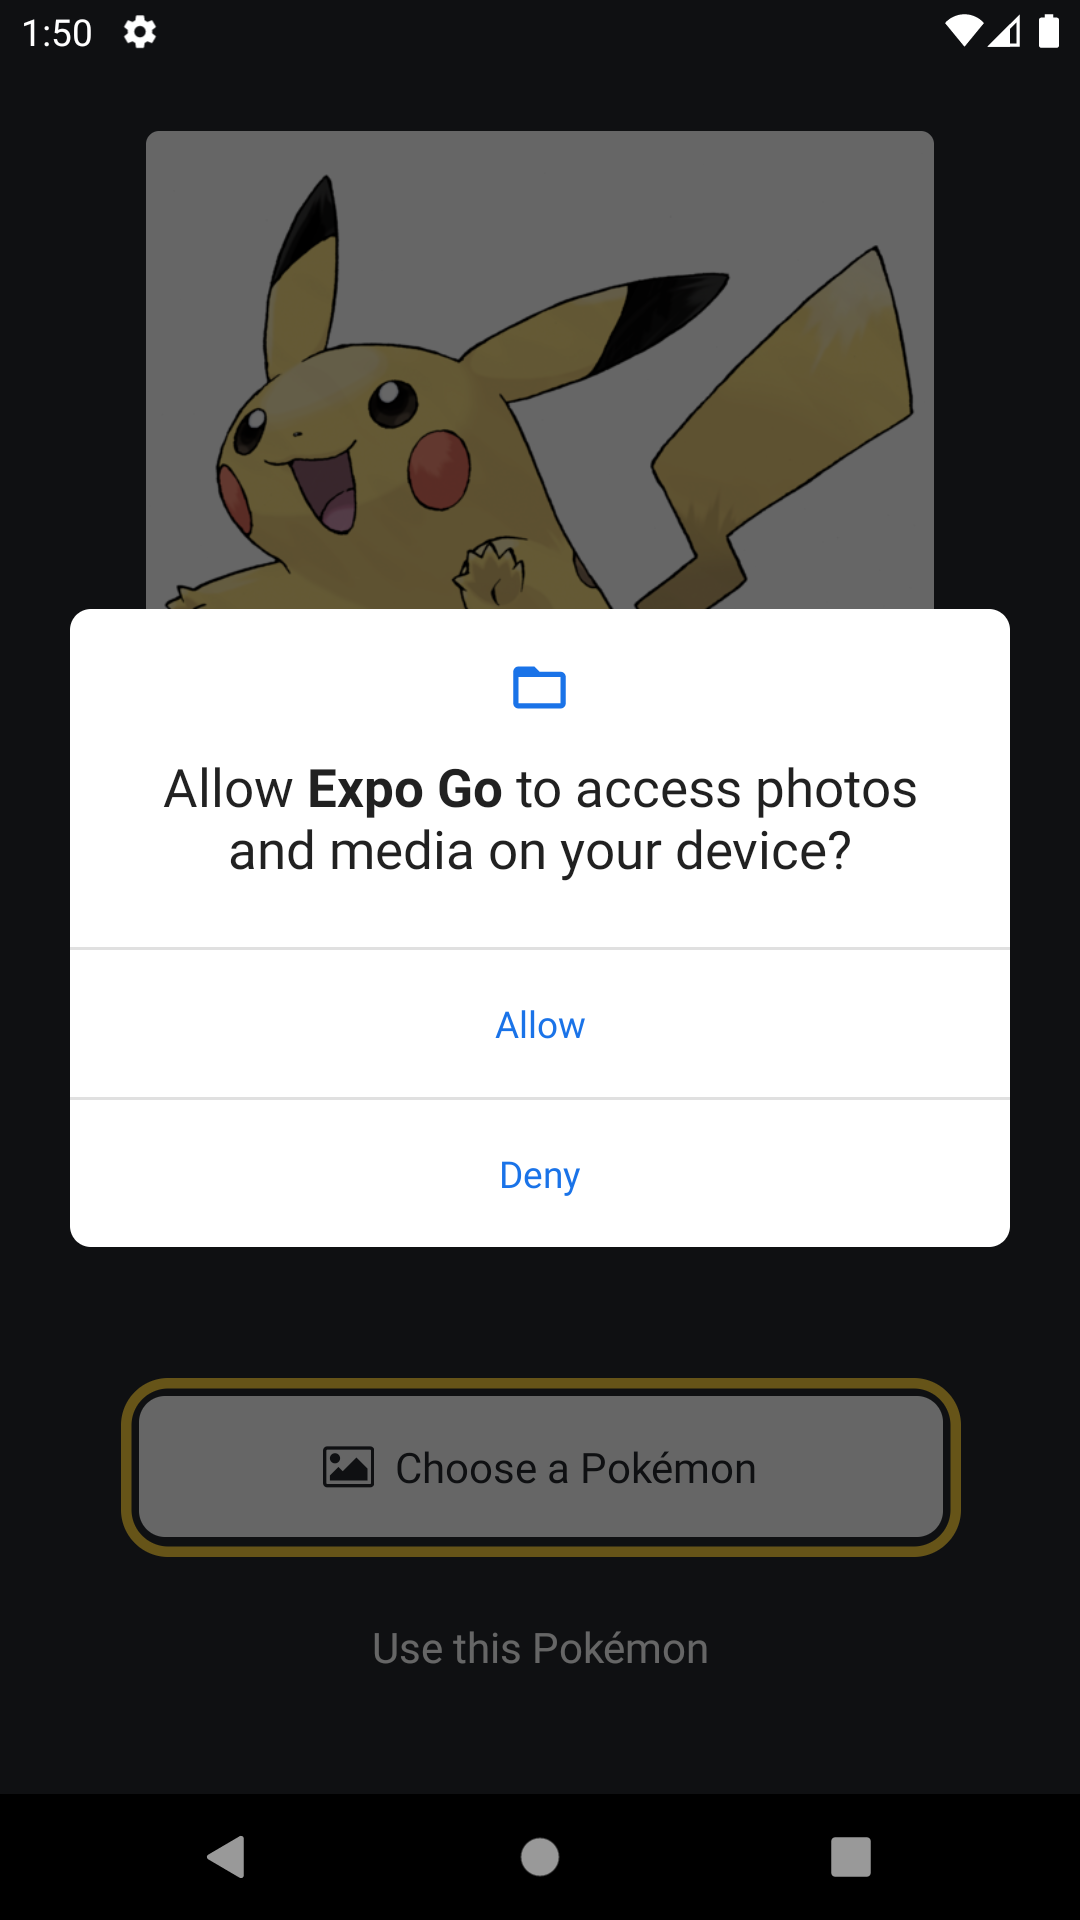 1:50
Allow Expo Go to access photos
and media on your device?
Allow
Deny
Choose a Pokémon
Use this Pokémon